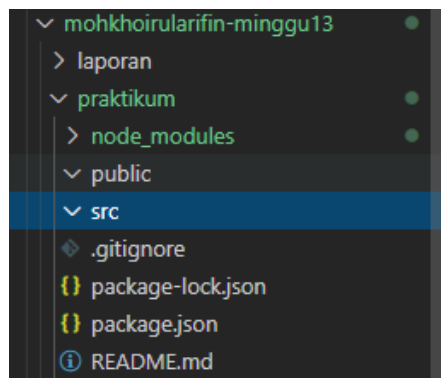 mohkhoirularifin-minggu13
laporan
praktikum
node_modules
public
src
.gitignore
{} package-lock.json
{} package.json
README.md